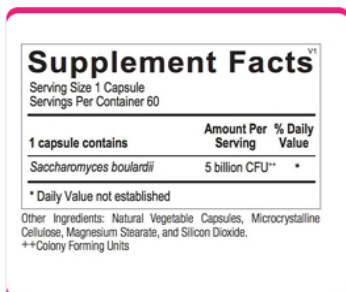 Supplement Facts V1
Serving Size 1 Capsule
Servings Per Container 60
Amount Per % Daily
1 capsule contains Serving Value
Saccharomyces boulardii 5 billion CFU++ *
* Daily Value not established
Other Ingredients: Natural Vegetable Capsules, Microcrystalline
Cellulose, Magnesium Stearate, and Silicon Dioxide.
++Colony Forming Units